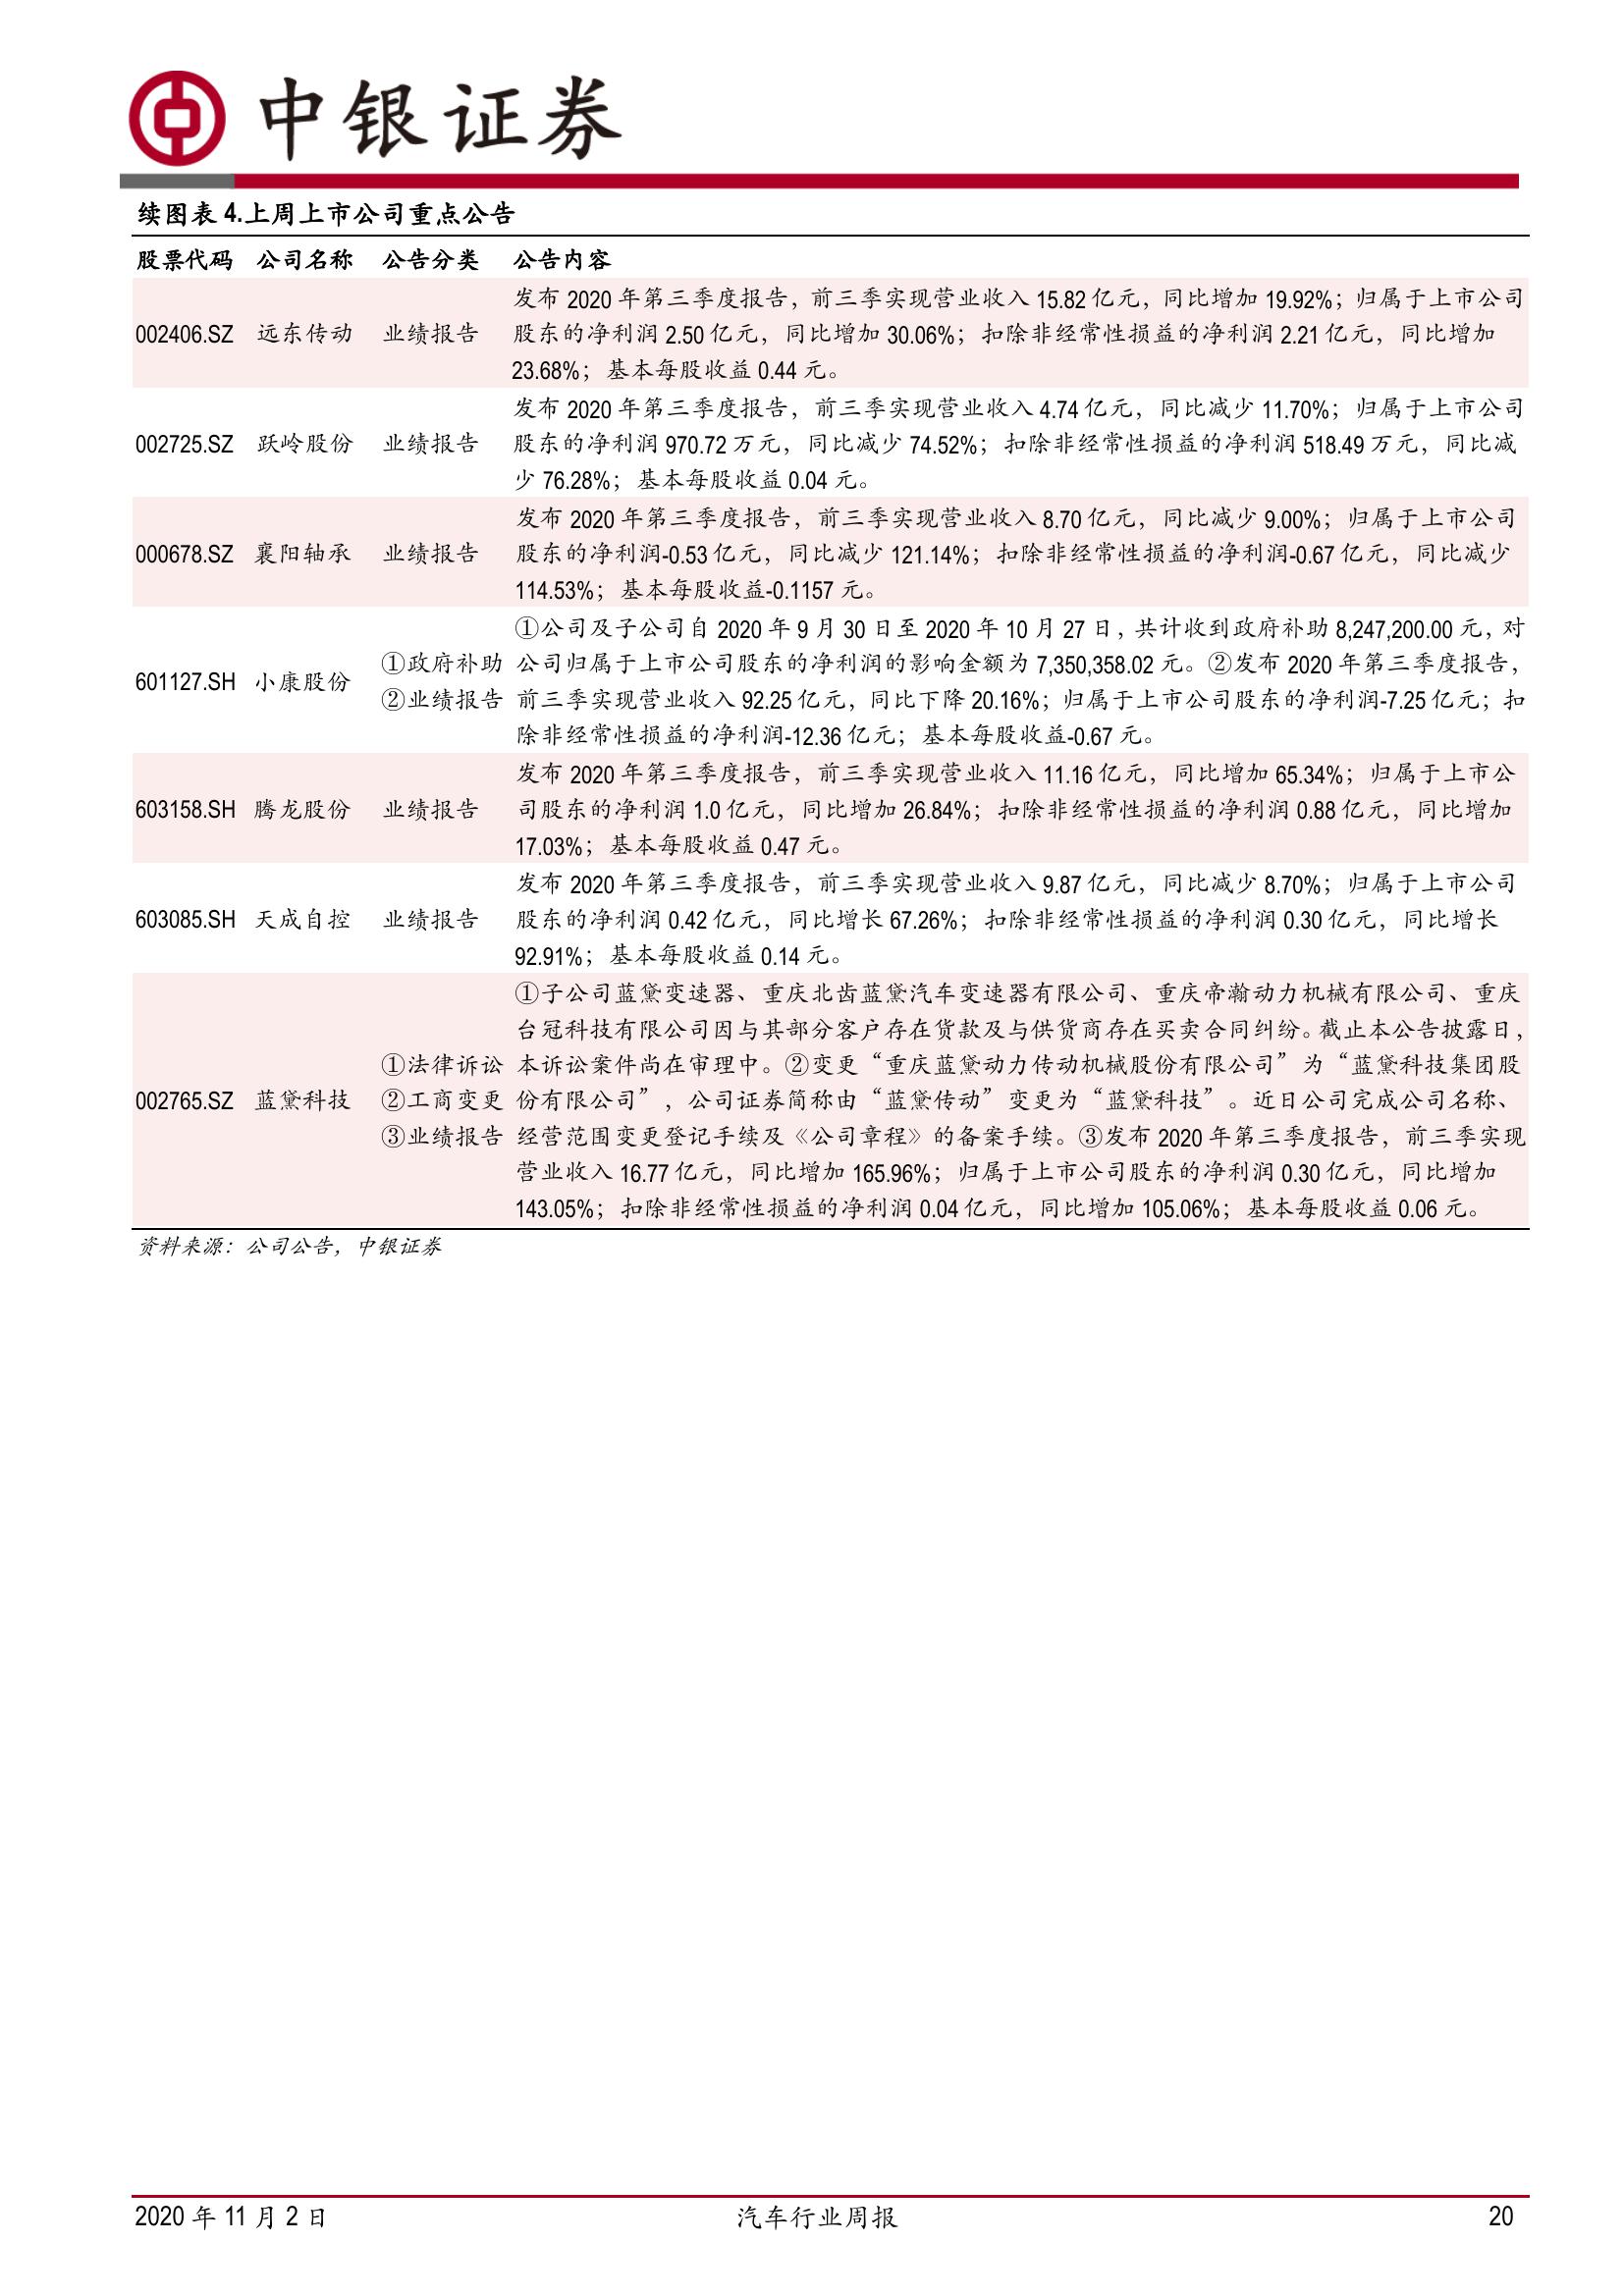 中银证券
续图表 4.上周上市公司重点公告
股票代码 公司名称 公告分类 公告内容
发布 2020 年第三季度报告，前三季实现营业收入 15.82 亿元，同比增加 19.92%；归属于上市公司
002406.SZ 远东传动 业绩报告 股东的净利润 2.50 亿元，同比增加 30.06%；扣除非经常性损益的净利润 2.21 亿元，同比增加
23.68%；基本每股收益 0.44 元。
发布 2020 年第三季度报告，前三季实现营业收入 4.74 亿元，同比减少 11.70%；归属于上市公司
002725.SZ 跃岭股份 业绩报告 股东的净利润 970.72 万元，同比减少 74.52%；扣除非经常性损益的净利润 518.49 万元，同比减
少 76.28%；基本每股收益 0.04 元。
发布 2020 年第三季度报告，前三季实现营业收入 8.70 亿元，同比减少 9.00%；归属于上市公司
000678.SZ 襄阳轴承 业绩报告 股东的净利润-0.53 亿元，同比减少 121.14%；扣除非经常性损益的净利润-0.67 亿元，同比减少
114.53%；基本每股收益-0.1157 元。
①公司及子公司自 2020 年 9 月 30 日至 2020 年 10 月 27 日，共计收到政府补助 8,247,200.00 元，对
①政府补助 公司归属于上市公司股东的净利润的影响金额为 7,350,358.02 元。②发布 2020 年第三季度报告，
601127.SH 小康股份
②业绩报告 前三季实现营业收入 92.25 亿元，同比下降 20.16%；归属于上市公司股东的净利润-7.25 亿元；扣
除非经常性损益的净利润-12.36 亿元；基本每股收益-0.67 元。
发布 2020 年第三季度报告，前三季实现营业收入 11.16 亿元，同比增加 65.34%；归属于上市公
603158.SH 腾龙股份 业绩报告 司股东的净利润 1.0 亿元，同比增加 26.84%；扣除非经常性损益的净利润 0.88 亿元，同比增加
17.03%；基本每股收益 0.47 元。
发布 2020 年第三季度报告，前三季实现营业收入 9.87 亿元，同比减少 8.70%；归属于上市公司
603085.SH 天成自控 业绩报告 股东的净利润 0.42 亿元，同比增长 67.26%；扣除非经常性损益的净利润 0.30 亿元，同比增长
92.91%；基本每股收益 0.14 元。
①子公司蓝黛变速器、重庆北齿蓝黛汽车变速器有限公司、重庆帝瀚动力机械有限公司、重庆
台冠科技有限公司因与其部分客户存在货款及与供货商存在买卖合同纠纷。截止本公告披露日，
①法律诉讼 本诉讼案件尚在审理中。②变更“重庆蓝黛动力传动机械股份有限公司”为“蓝黛科技集团股
002765.SZ 蓝黛科技 ②工商变更 份有限公司”，公司证券简称由“蓝黛传动”变更为“蓝黛科技”。近日公司完成公司名称、
③业绩报告 经营范围变更登记手续及《公司章程》的备案手续。③发布 2020 年第三季度报告，前三季实现
营业收入 16.77 亿元，同比增加 165.96%；归属于上市公司股东的净利润 0.30 亿元，同比增加
143.05%；扣除非经常性损益的净利润 0.04 亿元，同比增加 105.06%；基本每股收益 0.06 元。
资料来源：公司公告，中银证券
2020 年 11 月 2 日 汽车行业周报 20